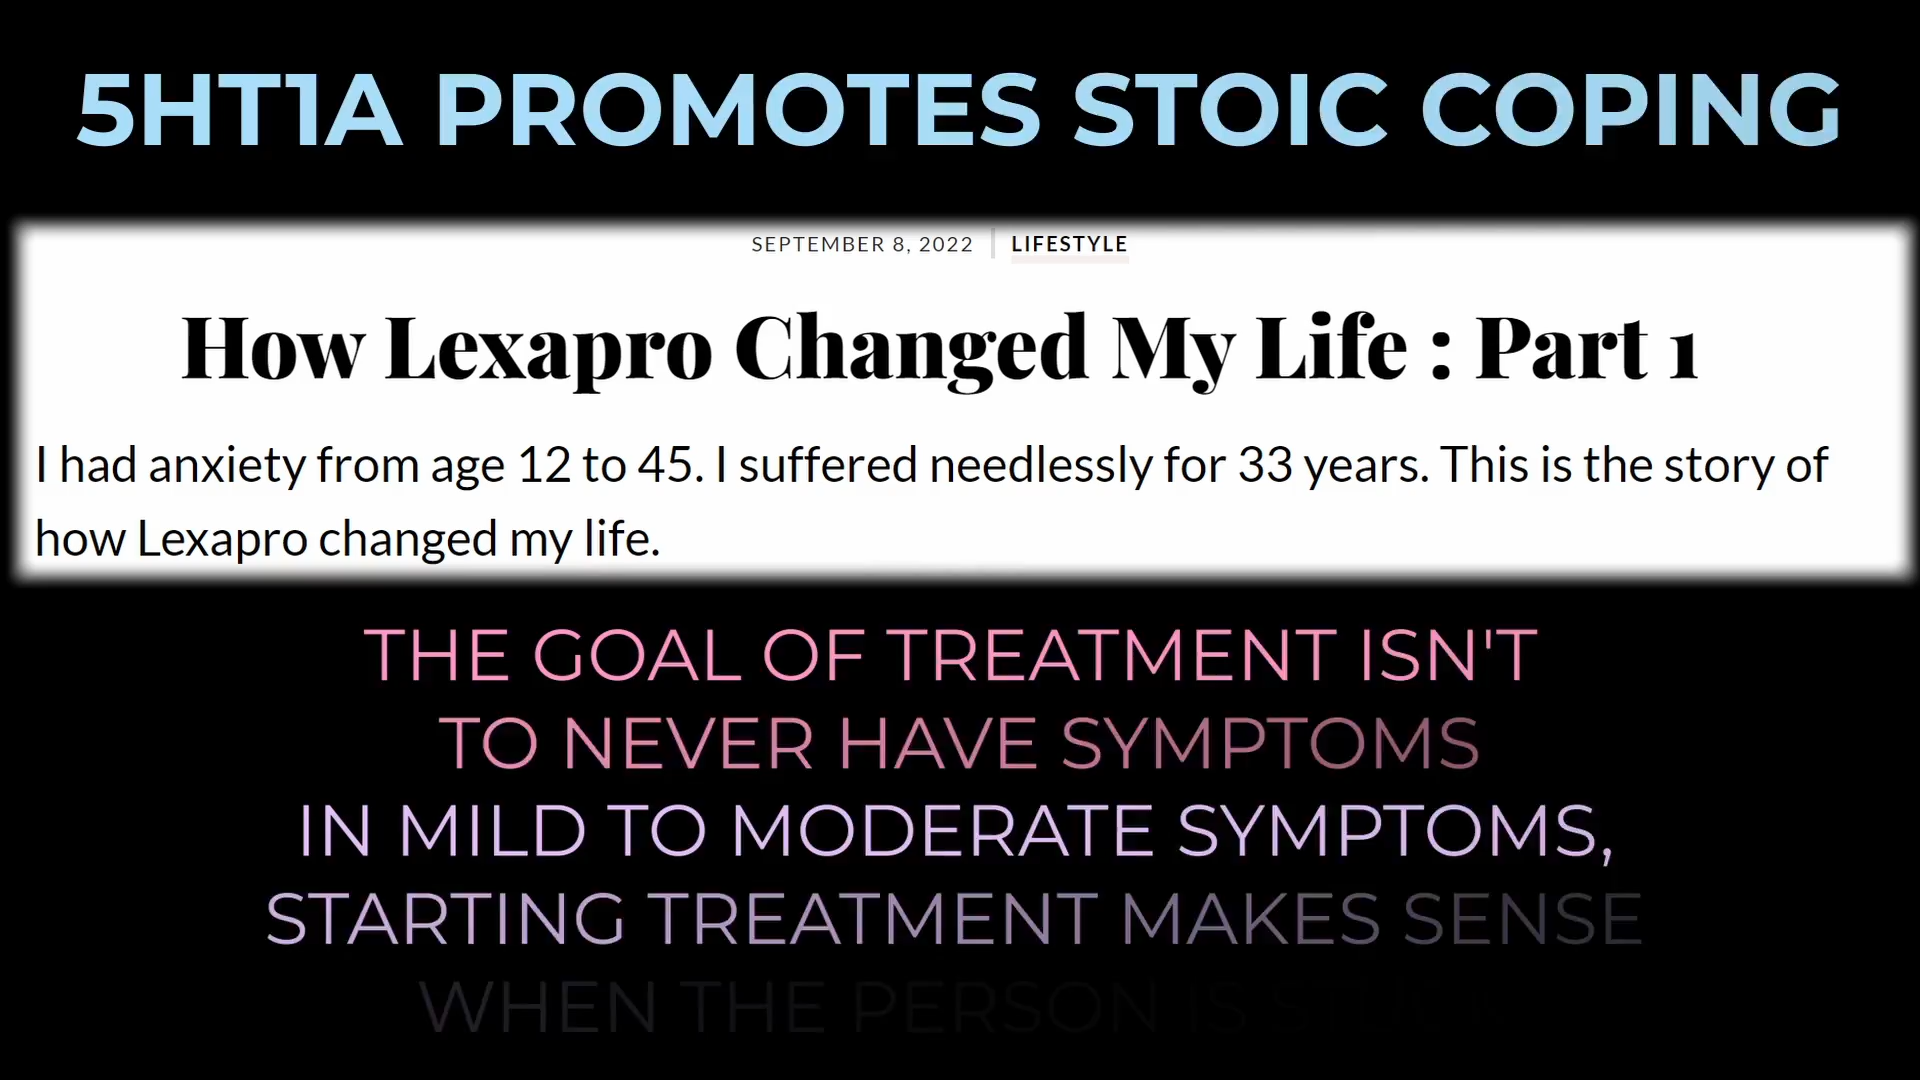 5HT1A PROMOTES STOIC COPING
SEPTEMBER 8, 2022 | LIFESTYLE
How Lexapro Changed My Life : Part 1
I had anxiety from age 12 to 45. I suffered needlessly for 33 years. This is the story of
how Lexapro changed my life.
THE GOAL OF TREATMENT ISN'T
TO NEVER HAVE SYMPTOMS
IN MILD TO MODERATE SYMPTOMS,
STARTING TREATMENT MAKES SENSE
WHEN THE PERSON IS STUCK